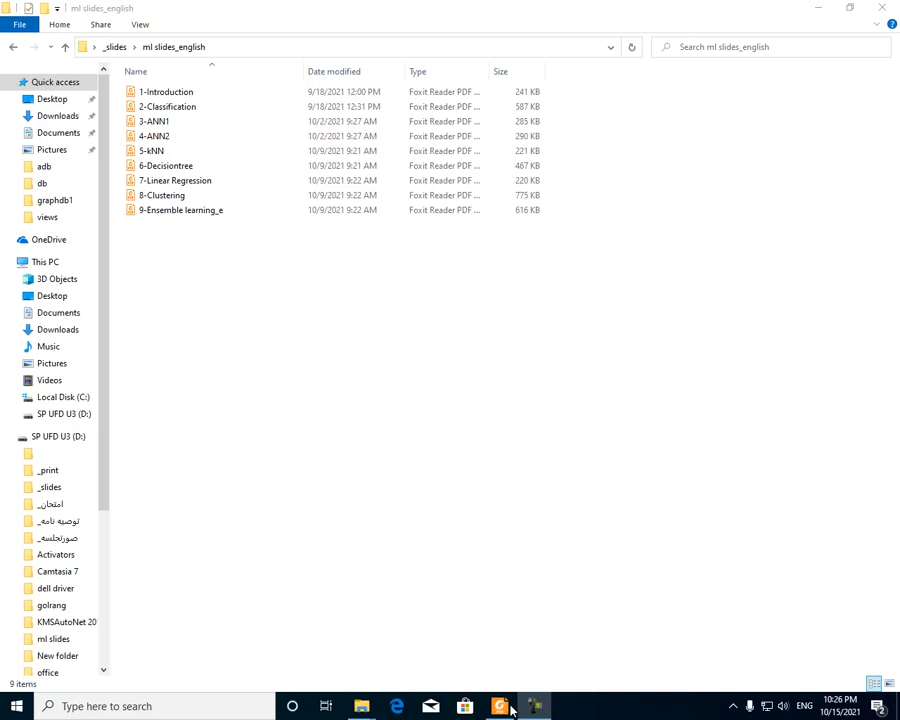 ml slides_english
File Home Share View
_slides › ml slides_english Search ml slides_english
Name Date modified Type Size
1-Introduction 9/18/2021 12:00 PM Foxit Reader PDF ... 241 KB
2-Classification 9/18/2021 12:31 PM Foxit Reader PDF ... 587 KB
3-ANN1 10/2/2021 9:27 AM Foxit Reader PDF ... 285 KB
4-ANN2 10/2/2021 9:27 AM Foxit Reader PDF ... 290 KB
5-kNN 10/9/2021 9:21 AM Foxit Reader PDF ... 221 KB
6-Decisiontree 10/9/2021 9:21 AM Foxit Reader PDF ... 467 KB
7-Linear Regression 10/9/2021 9:22 AM Foxit Reader PDF ... 220 KB
8-Clustering 10/9/2021 9:22 AM Foxit Reader PDF ... 775 KB
9-Ensemble learning_e 10/9/2021 9:22 AM Foxit Reader PDF ... 616 KB
Quick access
Desktop
Downloads
Documents
Pictures
adb
db
graphdb1
views
OneDrive
This PC
3D Objects
Desktop
Documents
Downloads
Music
Pictures
Videos
Local Disk (C:)
SP UFD U3 (D:)
SP UFD U3 (D:)
_print
_slides
_امتحان
_توصیه نامه
_صورتجلسه
Activators
Camtasia 7
dell driver
golrang
KMSAutoNet 20
ml slides
New folder
office
9 items
Type here to search
ENG
10:26 PM
10/15/2021
2